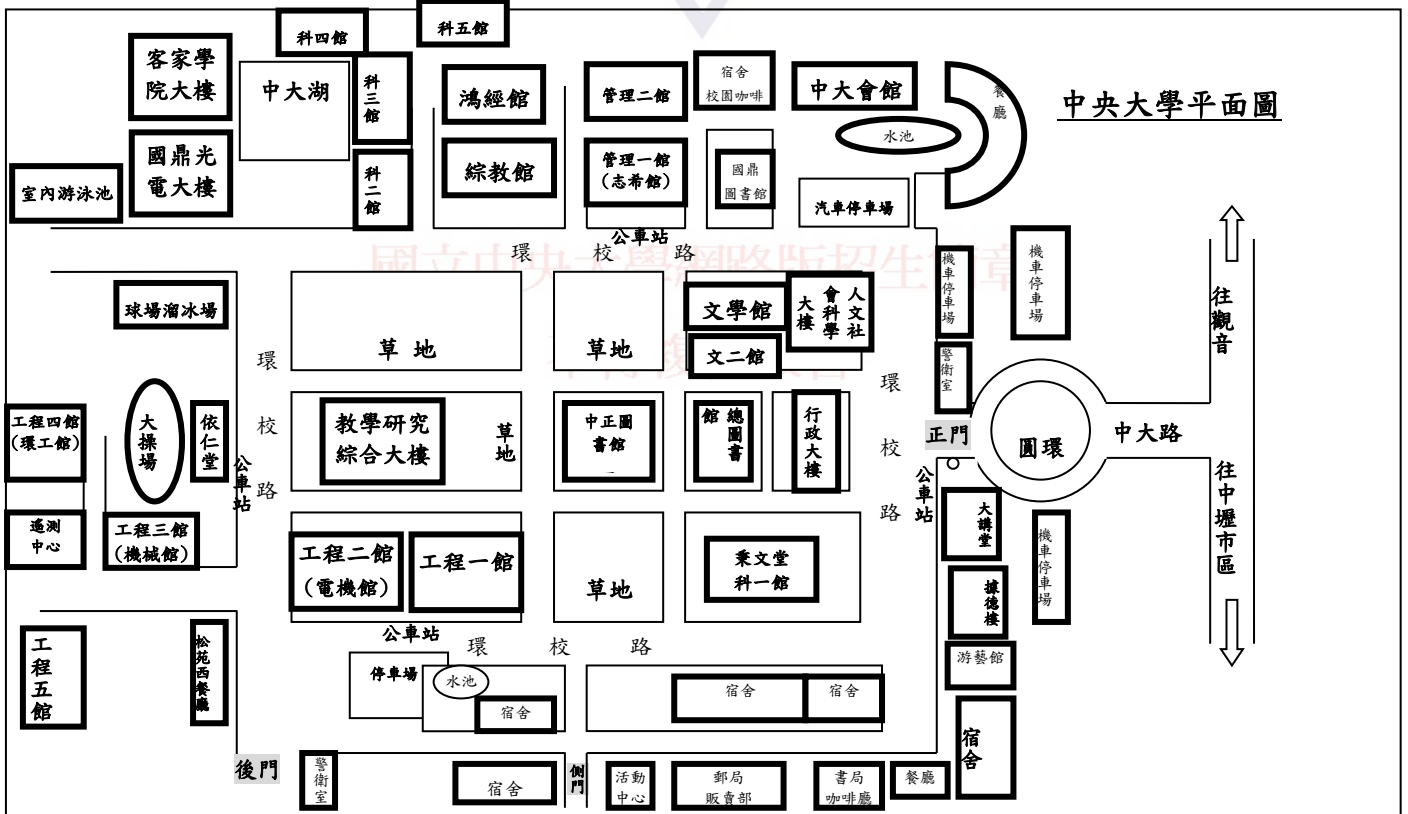 中央大學平面圖
科四館
科五館
客家學
院大樓
中大湖
科三館
鴻經館
管理二館
宿舍
校園咖啡
中大會館
餐廳
水池
國鼎光
電大樓
室內游泳池
科二館
綜教館
管理一館
(志希館)
國鼎
圖書館
汽車停車場
公車站
環 校 路
國立中央大學網路版招生簡章
機車停車場
機車停車場
往觀音
球場溜冰場
草 地
草地
文學館
文二館
人文社
會科學
大樓
環 校 路
環 校 路
警衛室
工程四館
(環工館)
大操場
依仁堂
公車站
教學研究
綜合大樓
草地
中正圖
書館
總圖書
館
行政大樓
正門
圓環
中大路
公車站
往中壢市區
遙測
中心
工程三館
(機械館)
工程二館
(電機館)
工程一館
草地
秉文堂
科一館
大講堂
機車停車場
據德樓
公車站
環 校 路
工程五館
松苑西餐廳
停車場
水池
宿舍
宿舍
宿舍
游藝館
宿舍
後門
警衛室
宿舍
側門
活動
中心
郵局
販賣部
書局
咖啡廳
餐廳